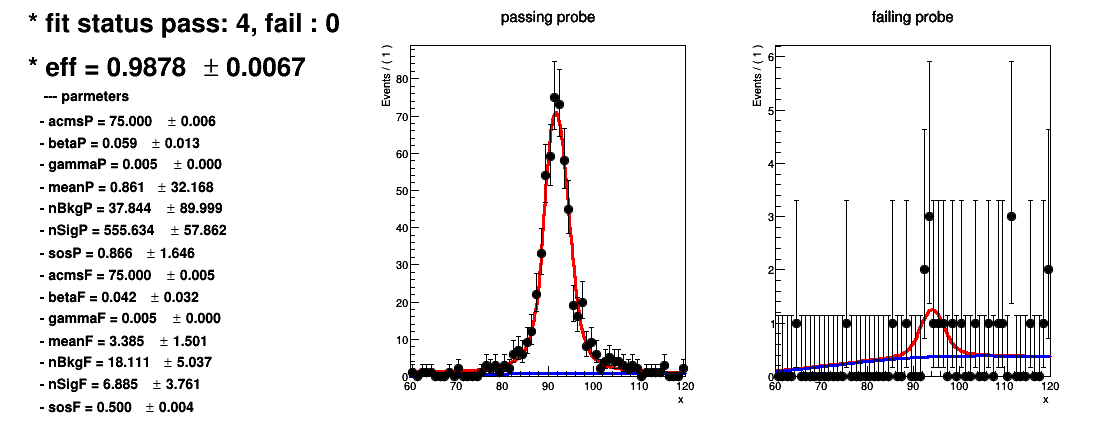 * fit status pass: 4, fail : 0
* eff = 0.9878 ± 0.0067
--- parmeters
- acmsP = 75.000 ± 0.006
- betaP = 0.059 ± 0.013
- gammaP = 0.005 ± 0.000
- meanP = 0.861 ± 32.168
- nBkgP = 37.844 ± 89.999
- nSigP = 555.634 ± 57.862
- sosP = 0.866 ± 1.646
- acmsF = 75.000 ± 0.005
- betaF = 0.042 ± 0.032
- gammaF = 0.005 ± 0.000
- meanF = 3.385 ± 1.501
- nBkgF = 18.111 ± 5.037
- nSigF = 6.885 ± 3.761
- sosF = 0.500 ± 0.004
passing probe
Events / ( 1 )
80
70
60
50
40
30
20
10
0
60 70 80 90 100 110 120
x
failing probe
Events / ( 1 )
6
5
4
3
2
1
0
60 70 80 90 100 110 120
x